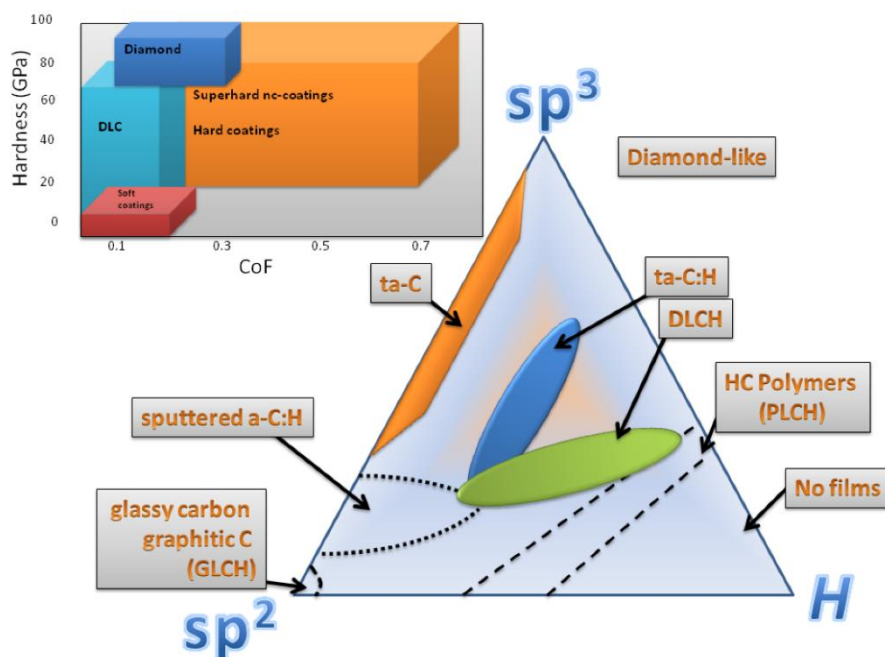 100
80
60
40
20
0
Hardness (GPa)
Diamond
Superhard nc-coatings
DLC
Hard coatings
Soft
coatings
0.1
0.3
0.5
0.7
CoF
sp³
Diamond-like
ta-C
ta-C:H
DLCH
HC Polymers
(PLCH)
sputtered a-C:H
No films
glassy carbon
graphitic C
(GLCH)
sp²
H